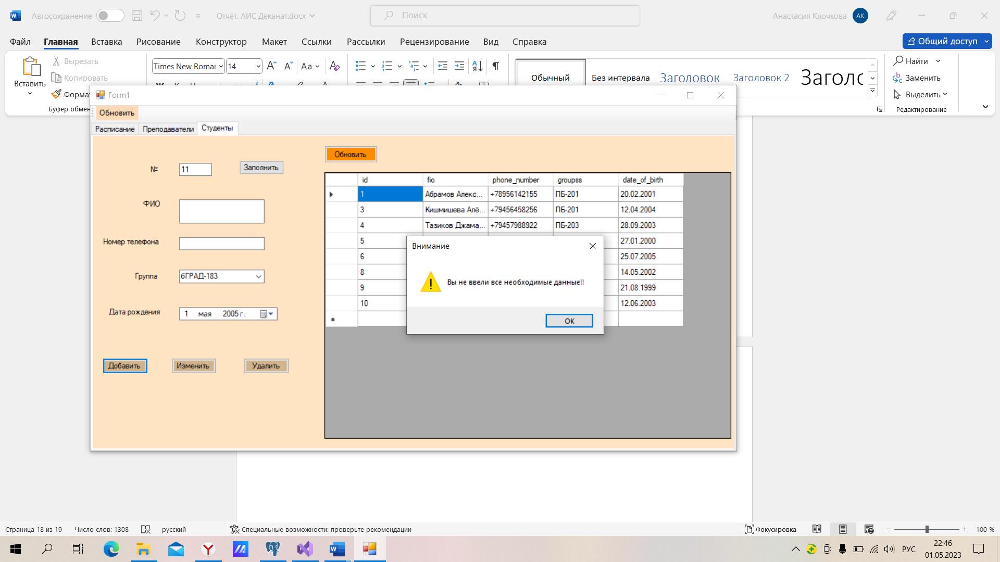 Автосохранение
Отчёт. АИС Деканат.docx
Поиск
Анастасия Клочкова
АК
Файл Главная Вставка Рисование Конструктор Макет Ссылки Рассылки Рецензирование Вид Справка
Общий доступ
Вставить
Вырезать
Копировать
Формат
Буфер обмен
Times New Roman
14
Aa
Обычный
Без интервала
Заголовок
Заголовок 2
Заголо
Найти
Заменить
Выделить
Редактирование
Form1
Обновить
Расписание Преподаватели Студенты
№ 11
Заполнить
ФИО
Номер телефона
Группа бГРАД-183
Дата рождения 1 мая 2005 г.
Добавить Изменить Удалить
Обновить
id fio phone_number groupss date_of_birth
1 Абрамов Алекс... +78956142155 ПБ-201 20.02.2001
3 Кишмишева Алё... +79456458256 ПБ-201 12.04.2004
4 Тазиков Джама... +79457988922 ПБ-203 28.09.2003
5 27.01.2000
6 25.07.2005
8 14.05.2002
9 21.08.1999
10 12.06.2003
Внимание
Вы не ввели все необходимые данные!!
OK
Страница 18 из 19
Число слов: 1308
русский
Специальные возможности: проверьте рекомендации
Фокусировка
100 %
РУС
22:46
01.05.2023